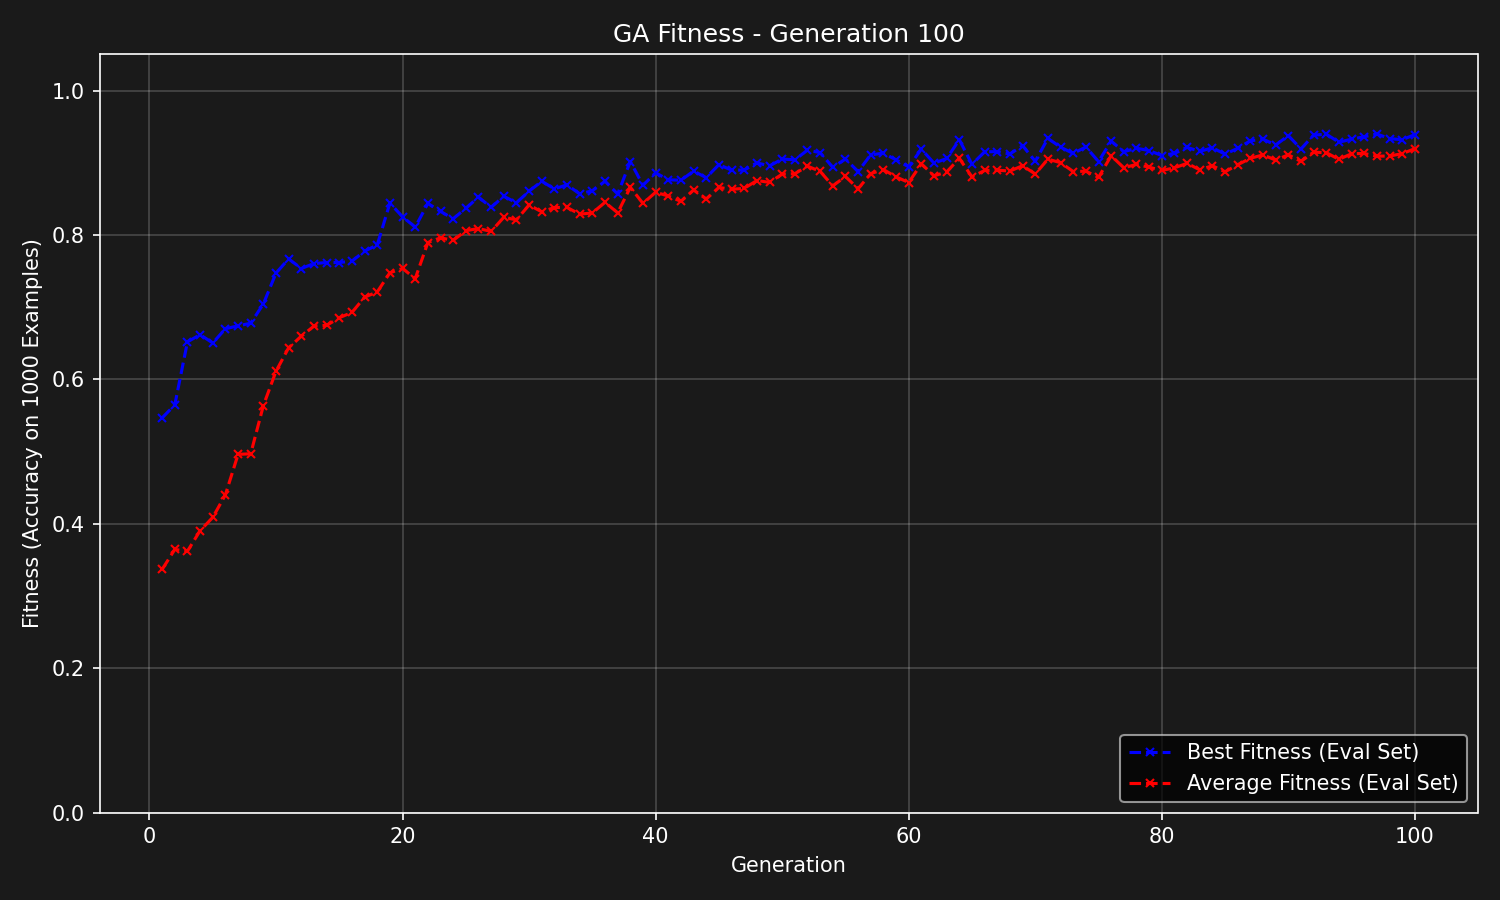 GA Fitness - Generation 100
Fitness (Accuracy on 1000 Examples)
1.0
0.8
0.6
0.4
0.2
0.0
0 20 40 60 80 100
Generation
Best Fitness (Eval Set)
Average Fitness (Eval Set)